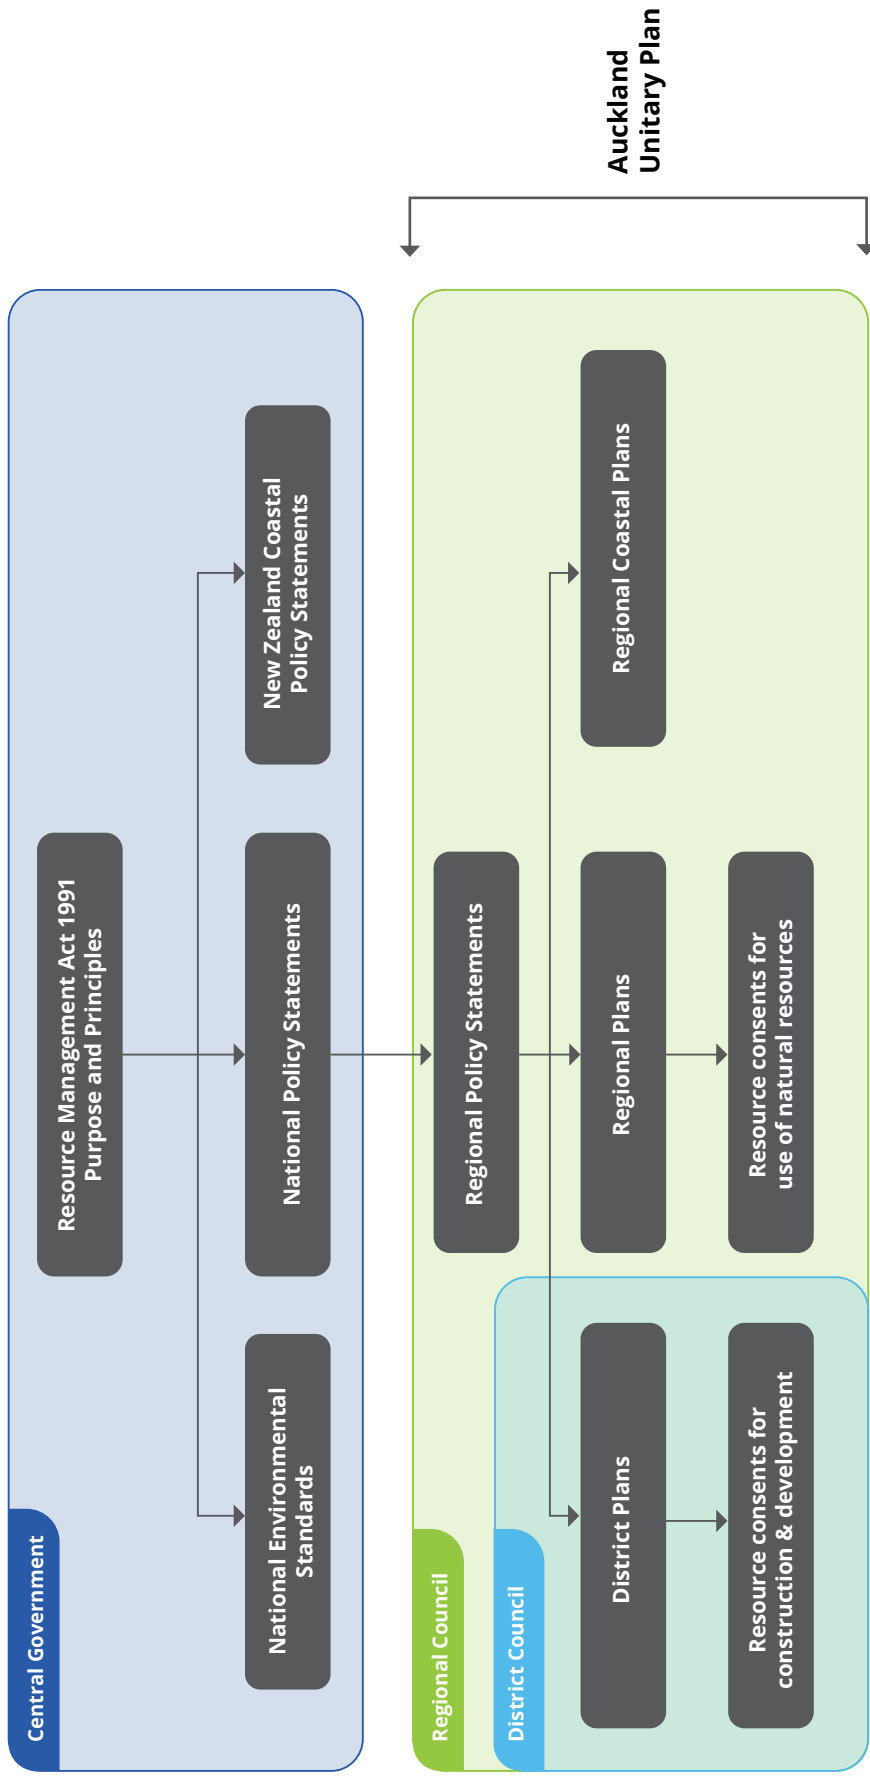 Central Government
Resource Management Act 1991
Purpose and Principles
National Environmental
Standards
National Policy Statements
New Zealand Coastal
Policy Statements
Regional Council
Regional Policy Statements
District Council
District Plans
Regional Plans
Regional Coastal Plans
Resource consents for
construction & development
Resource consents for
use of natural resources
Auckland
Unitary Plan